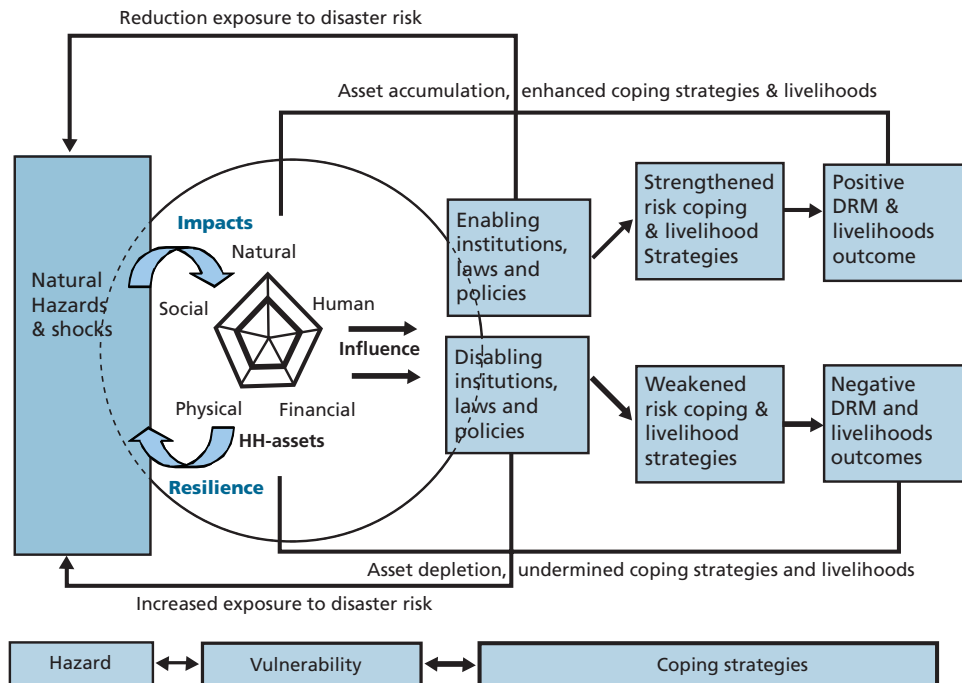 Reduction exposure to disaster risk
Asset accumulation, enhanced coping strategies & livelihoods
Natural
Hazards
& shocks
Impacts
Natural
Social
Human
Physical
Financial
HH-assets
Resilience
Influence
Enabling
institutions,
laws and
policies
Strengthened
risk coping
& livelihood
Strategies
Positive
DRM &
livelihoods
outcome
Disabling
institutions,
laws and
policies
Weakened
risk coping &
livelihood
strategies
Negative
DRM and
livelihoods
outcomes
Asset depletion, undermined coping strategies and livelihoods
Increased exposure to disaster risk
Hazard
Vulnerability
Coping strategies